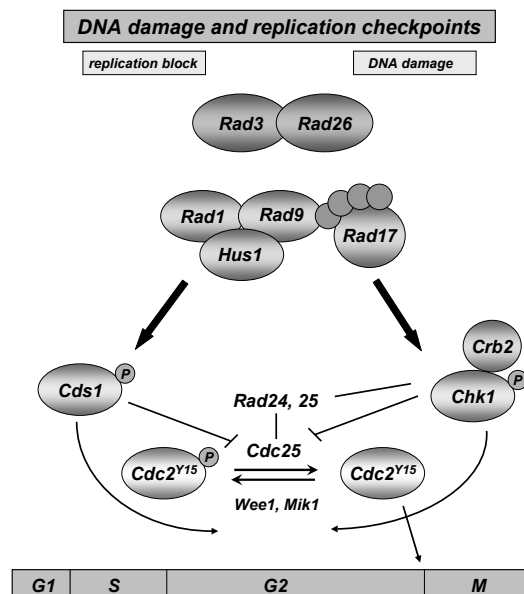 DNA damage and replication checkpoints
replication block
DNA damage
Rad3
Rad26
Rad1
Rad9
Rad17
Hus1
Crb2
P
P
Cds1
Chk1
Rad24, 25
P
Cdc25
Cdc2Y15
Cdc2Y15
Wee1, Mik1
G1
S
G2
M